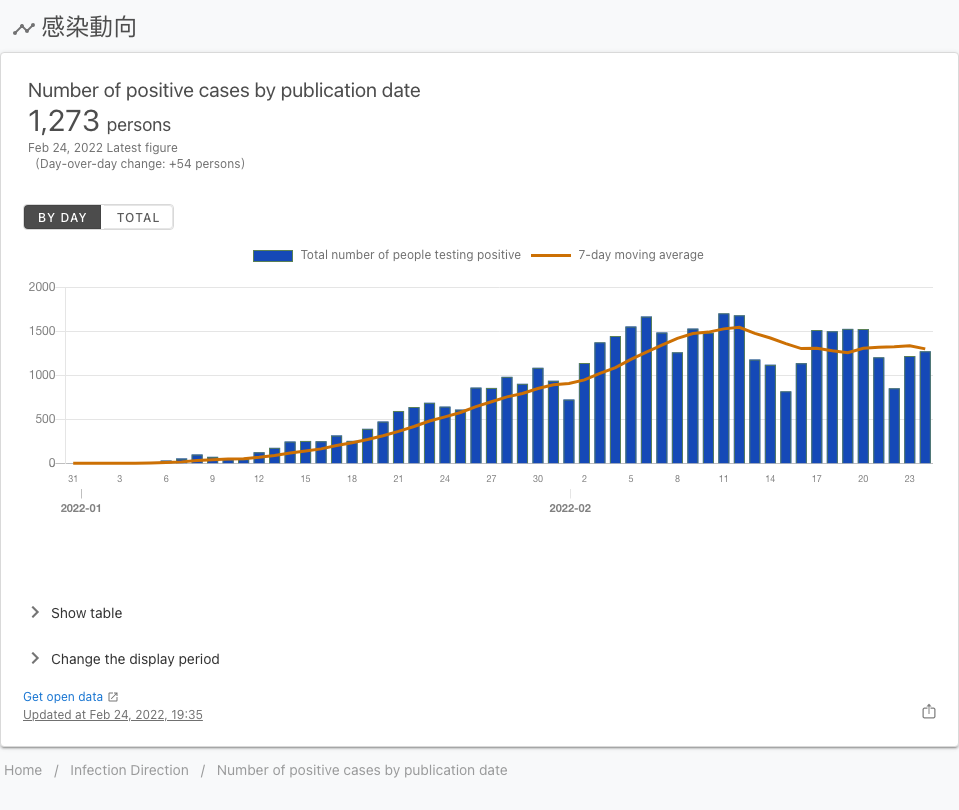 感染動向
Number of positive cases by publication date
1,273 persons
Feb 24, 2022 Latest figure
(Day-over-day change: +54 persons)
BY DAY TOTAL
Total number of people testing positive 7-day moving average
2000
1500
1000
500
0
31 3 6 9 12 15 18 21 24 27 30 2 5 8 11 14 17 20 23
2022-01 2022-02
Show table
Change the display period
Get open data
Updated at Feb 24, 2022, 19:35
Home / Infection Direction / Number of positive cases by publication date